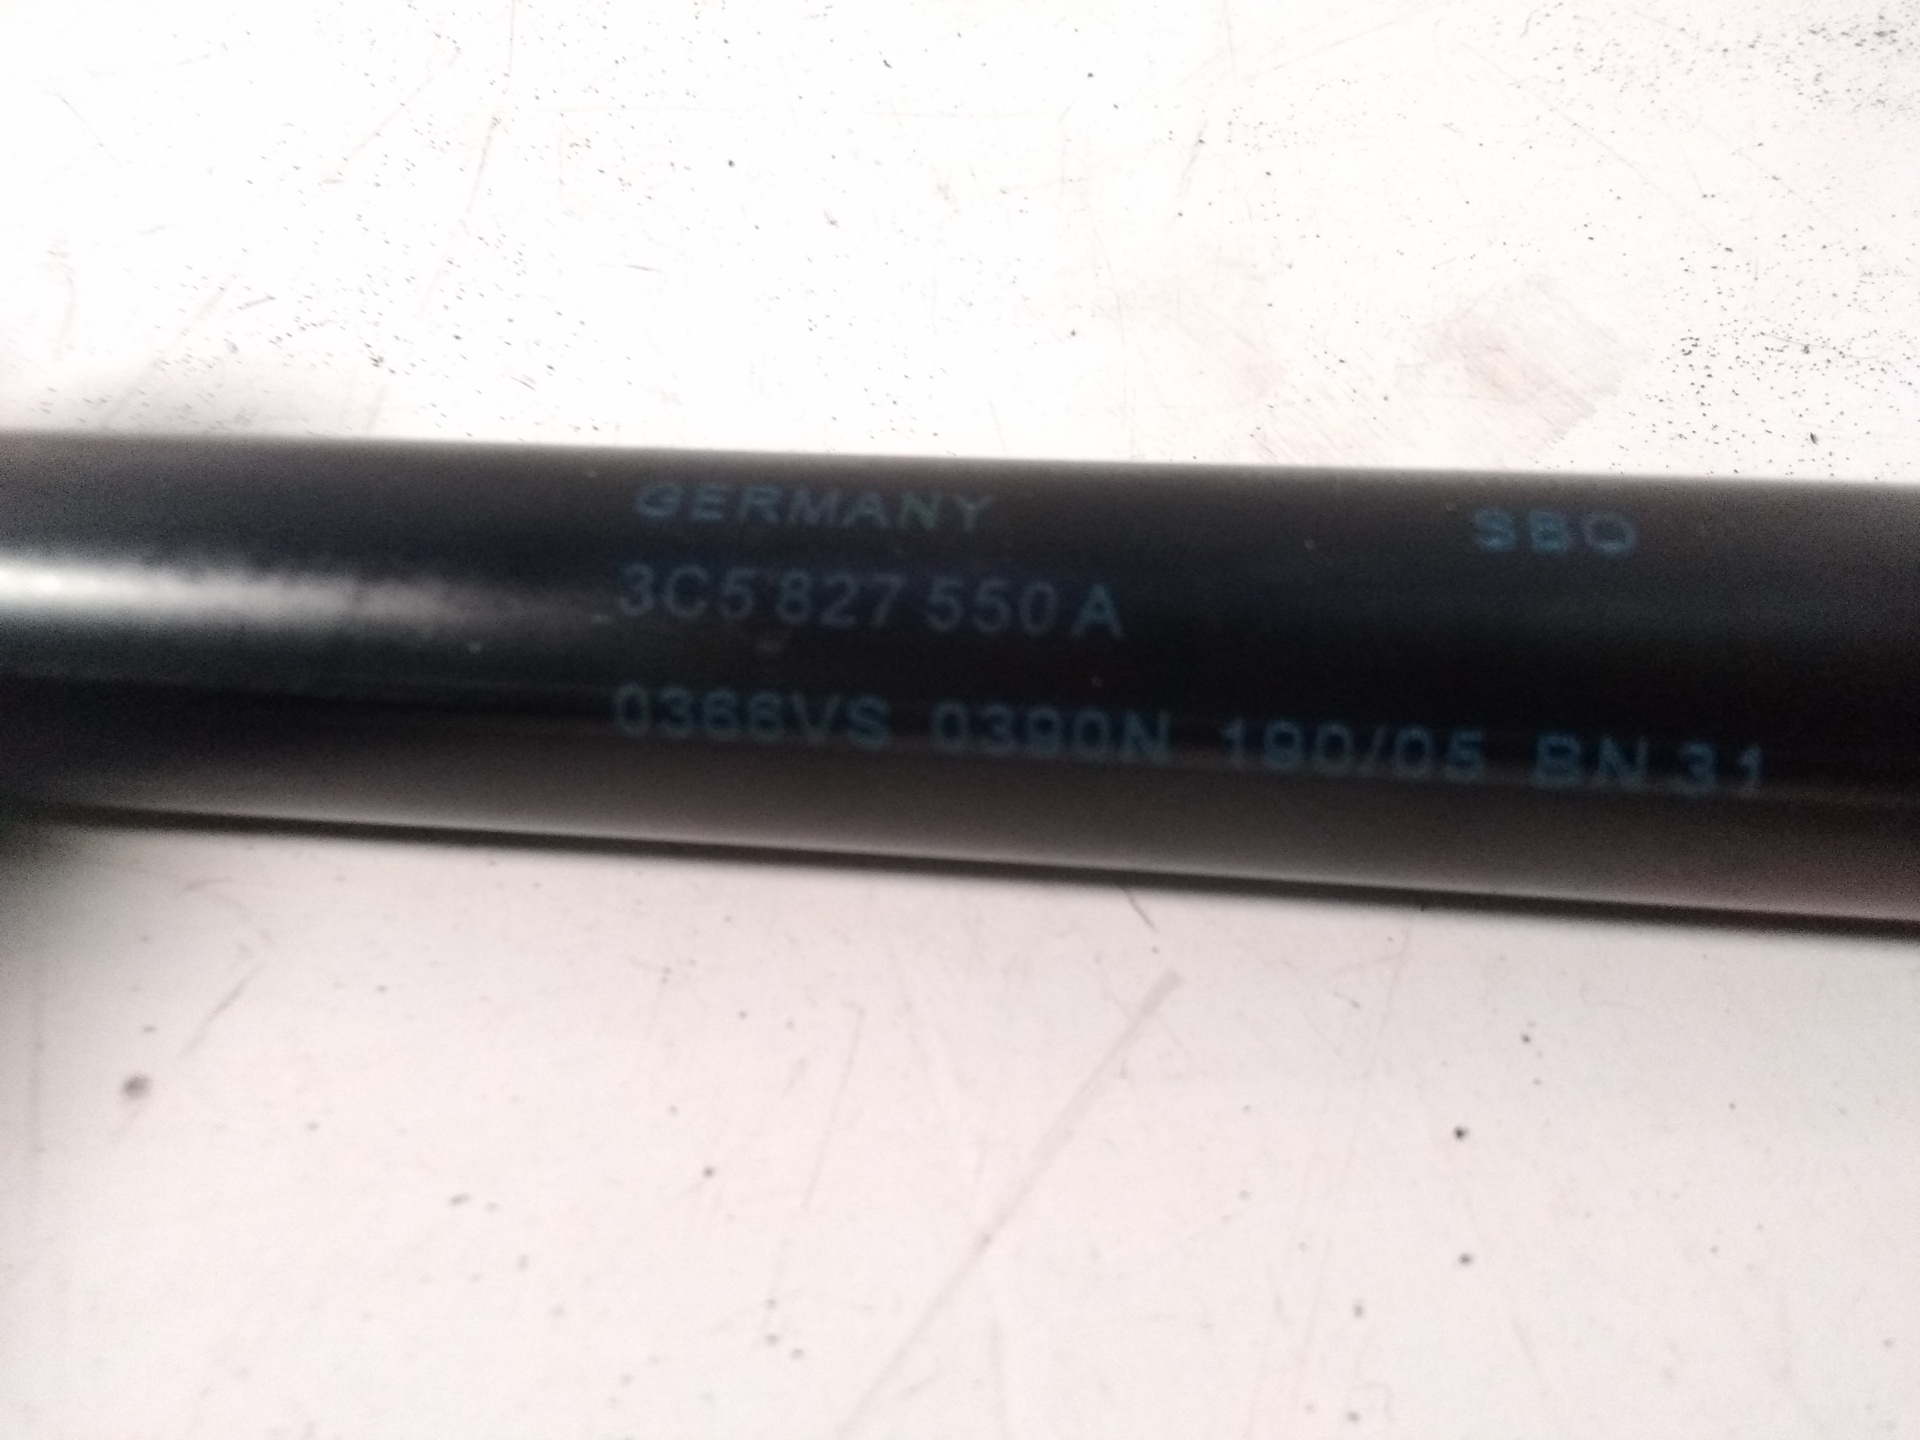 GERMANY SBO
3C5 827 550 A
0366VS 0390N 190/05 BN 31